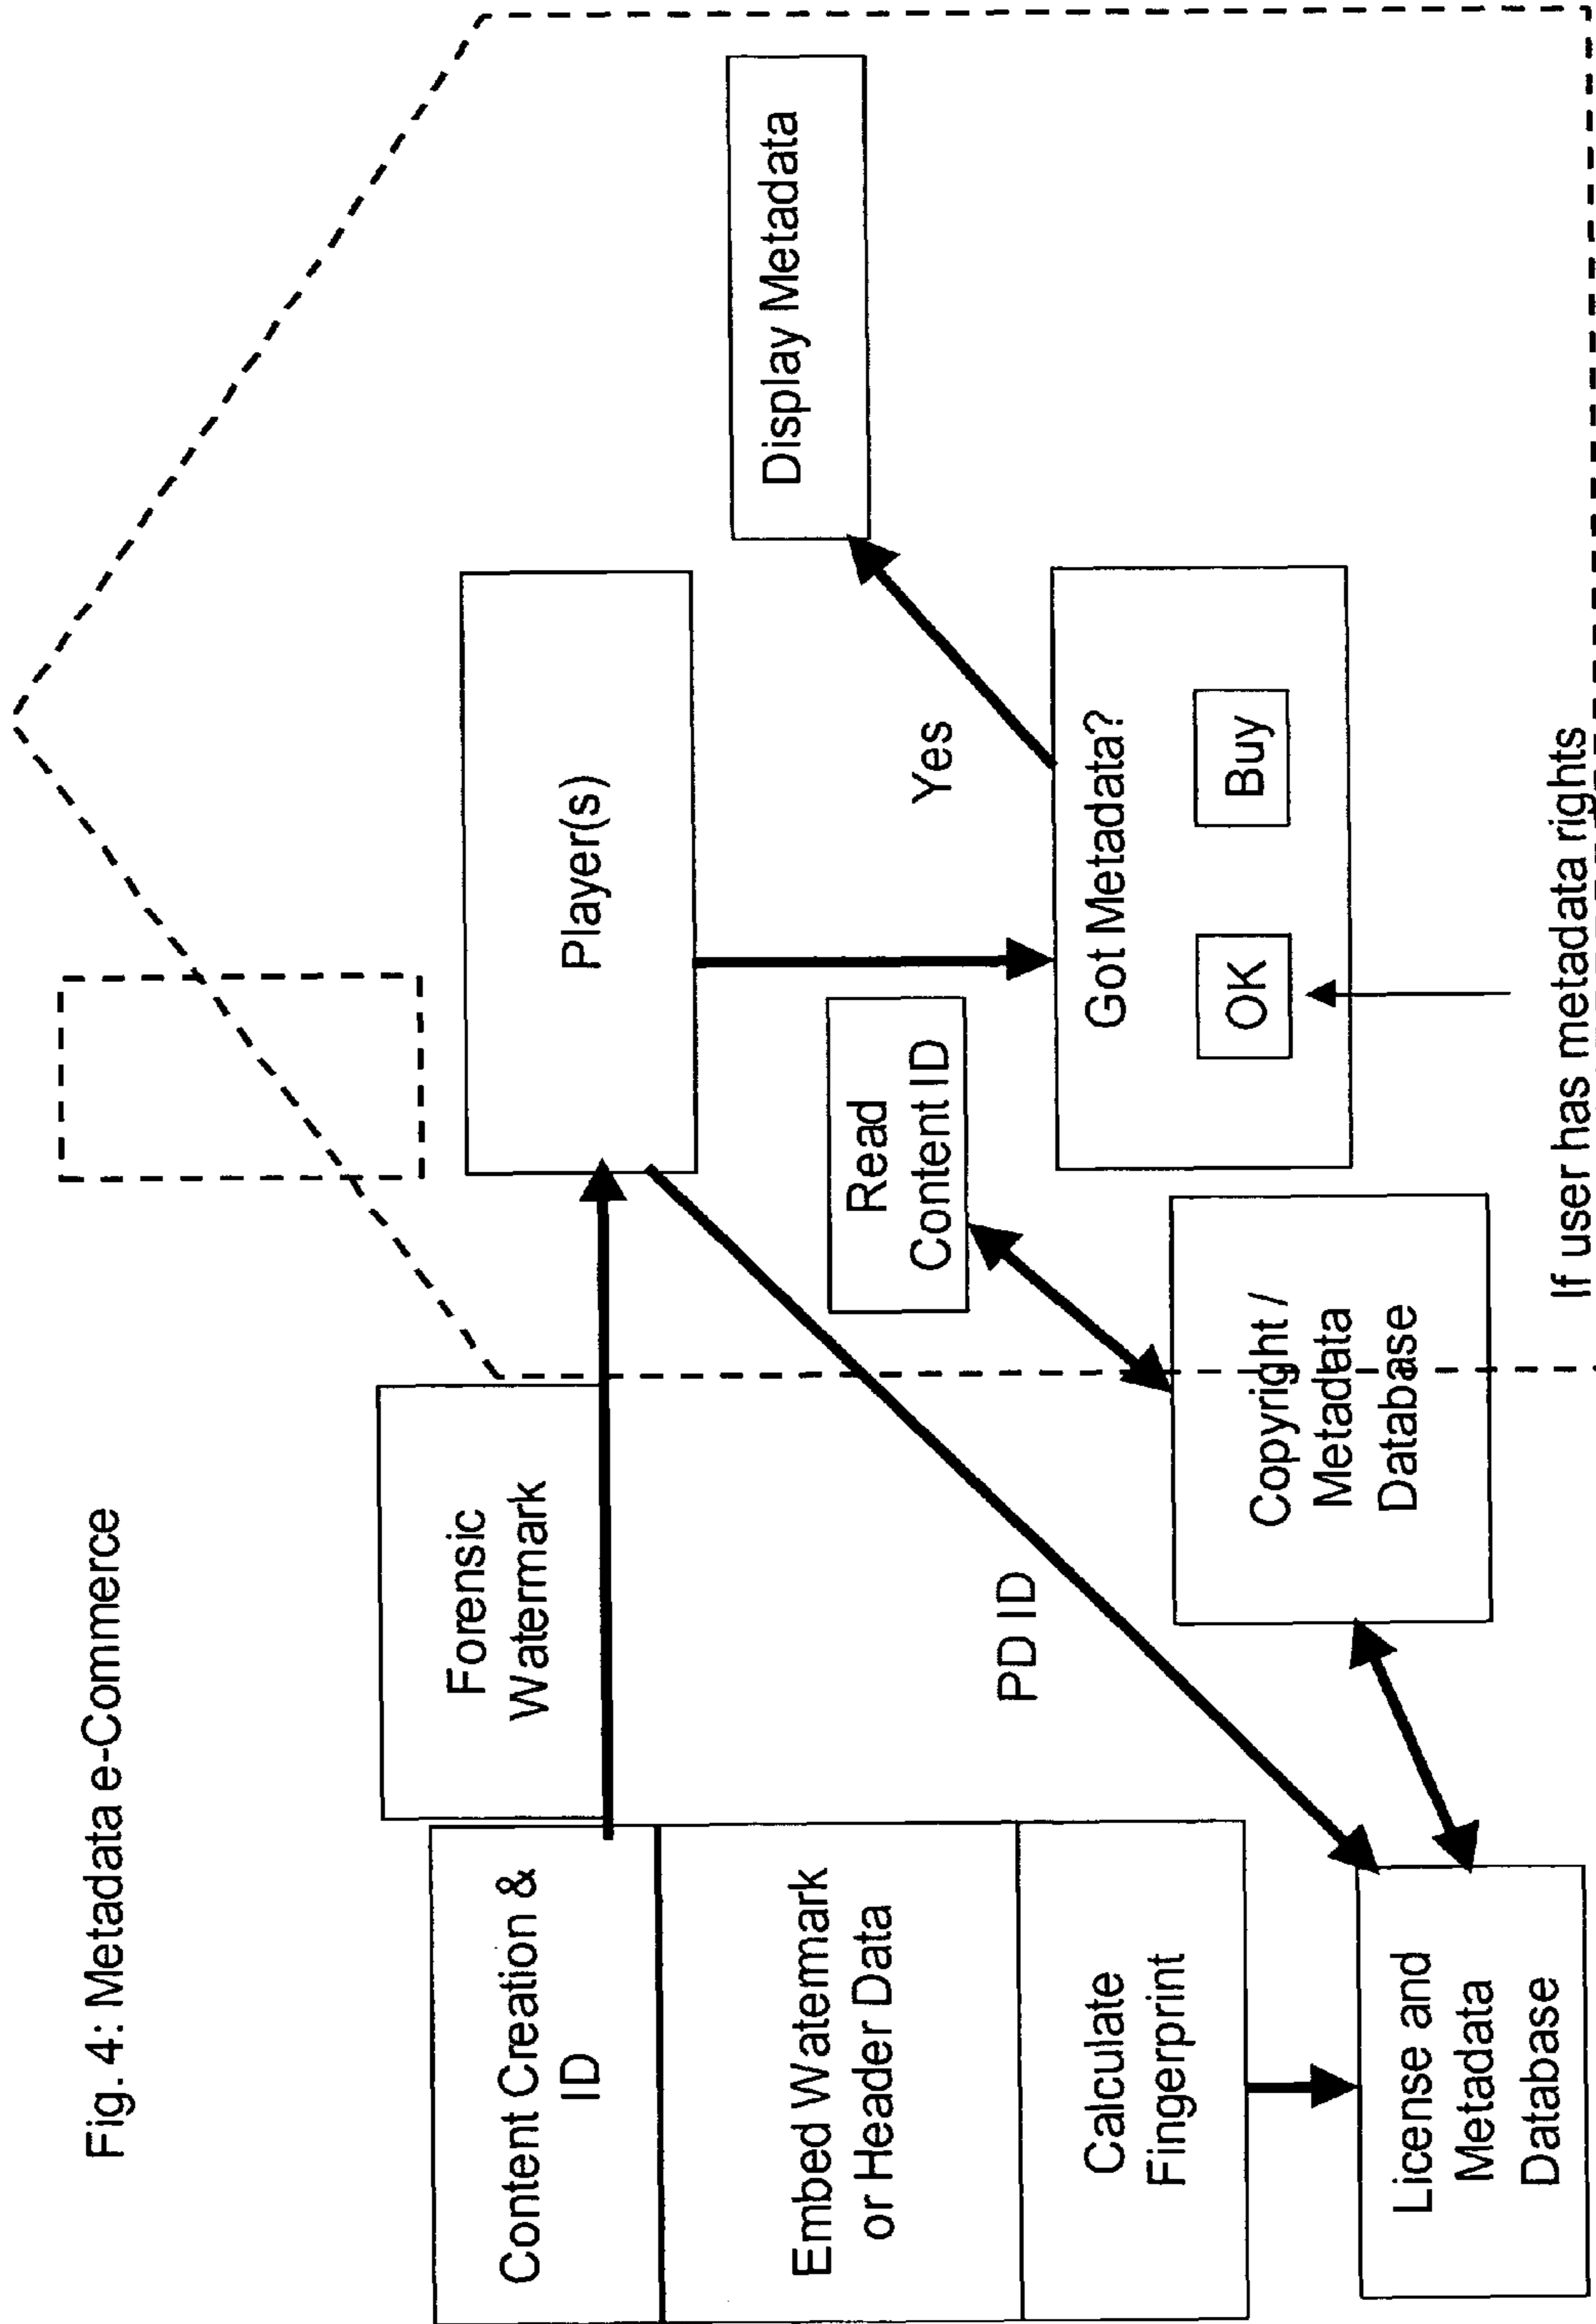 Fig. 4: Metadata e-Commerce
Content Creation &
ID
Embed Watermark
or Header Data
Calculate
Fingerprint
License and
Metadata
Database
Forensic
Watermark
PD ID
Copyright /
Metadata
Database
Player(s)
Read
Content ID
Yes
Got Metadata?
OK
Buy
Display Metadata
If user has metadata rights